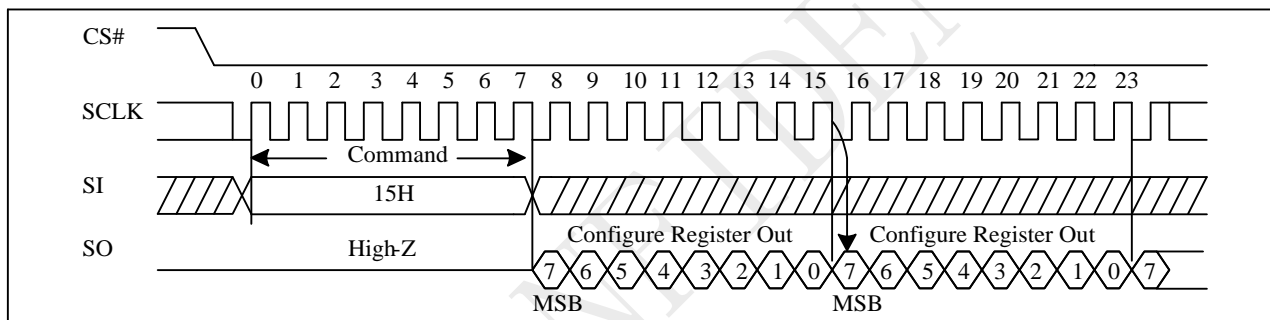 CS#
0 1 2 3 4 5 6 7 8 9 10 11 12 13 14 15 16 17 18 19 20 21 22 23
SCLK
Command
SI
15H
SO
High-Z
Configure Register Out Configure Register Out
7 6 5 4 3 2 1 0 7 6 5 4 3 2 1 0 7
MSB MSB